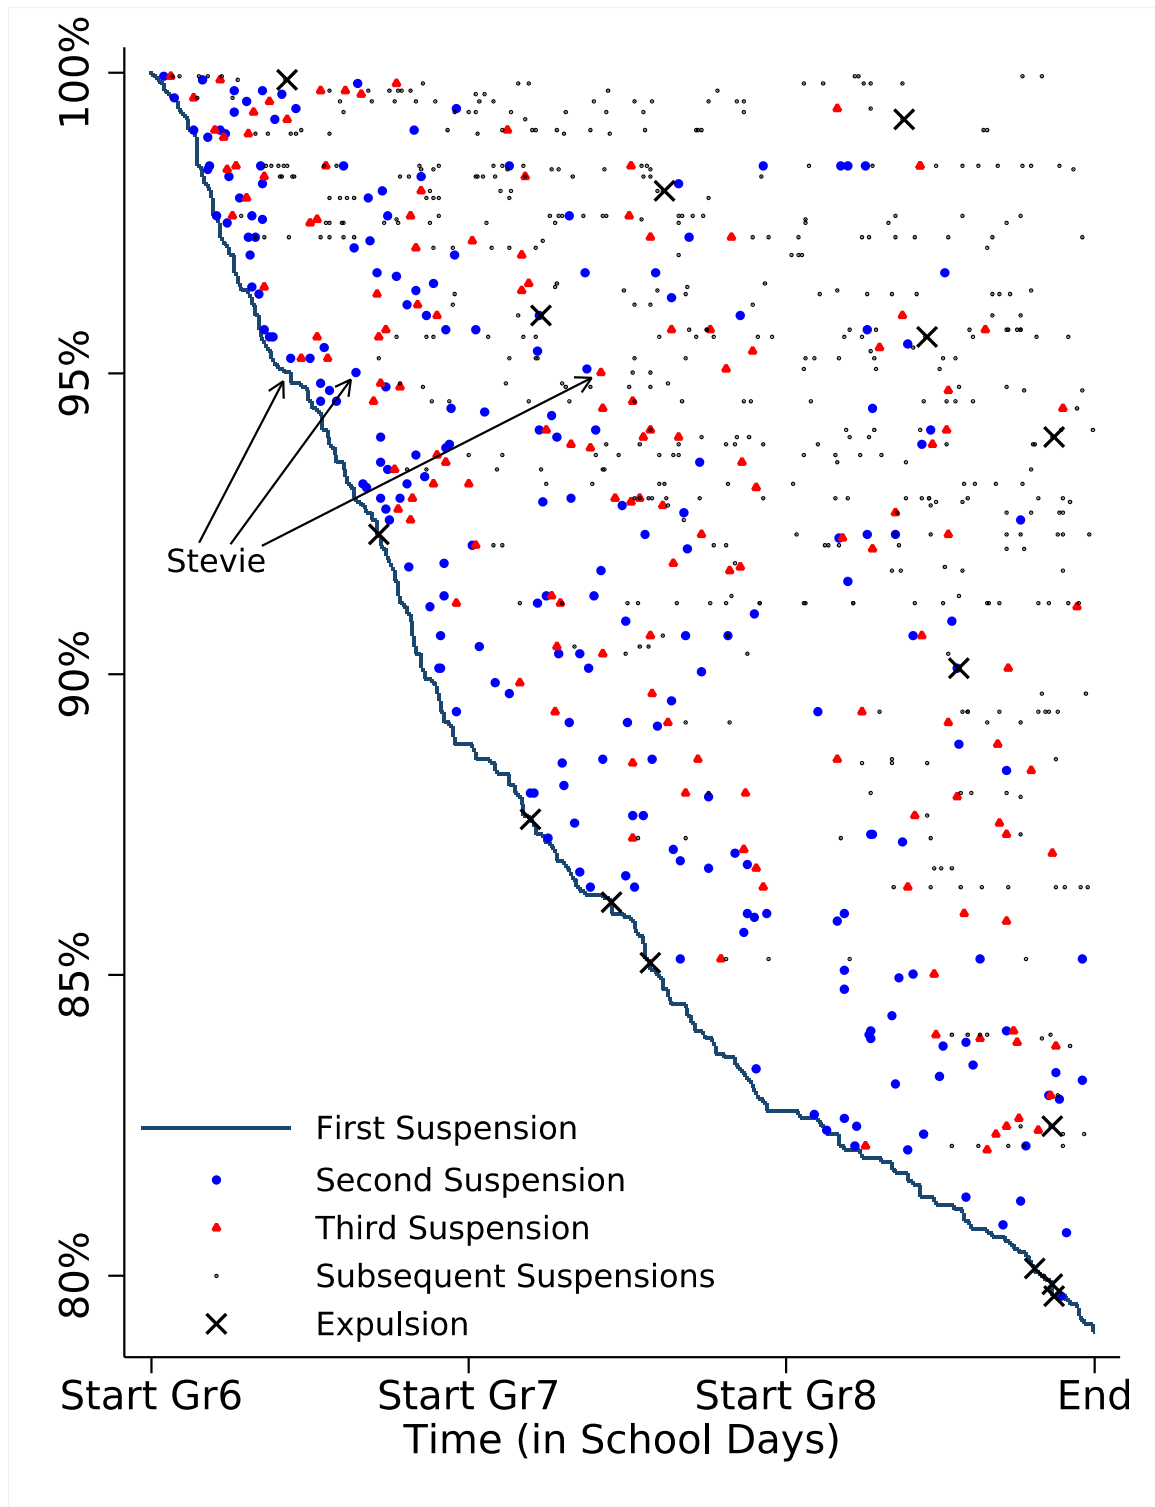 100%
95%
90%
85%
80%
Stevie
First Suspension
Second Suspension
Third Suspension
Subsequent Suspensions
Expulsion
Start Gr6 Start Gr7 Start Gr8 End
Time (in School Days)